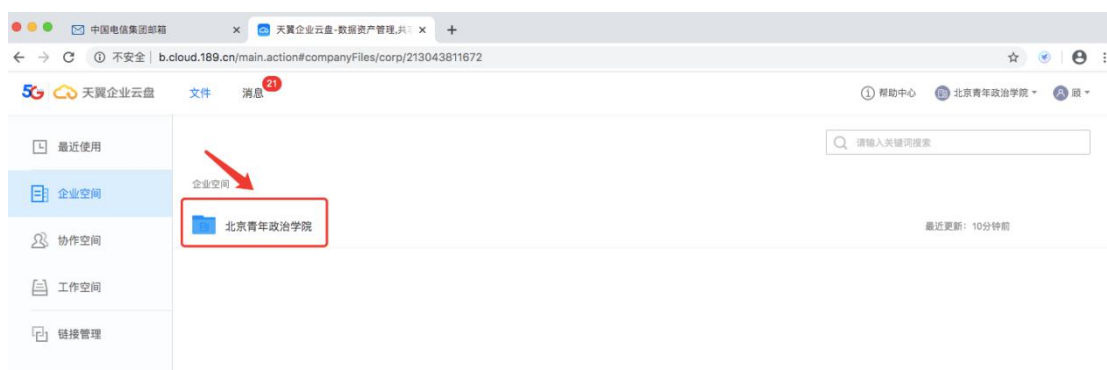 中国电信集团邮箱
天翼企业云盘-数据资产管理,共
不安全 b.cloud.189.cn/main.action#companyFiles/corp/213043811672
5G 天翼企业云盘 文件 消息 21 帮助中心 北京青年政治学院 顾
最近使用 请输入关键词搜索
企业空间
企业空间
北京青年政治学院 最近更新：10分钟前
协作空间
工作空间
链接管理